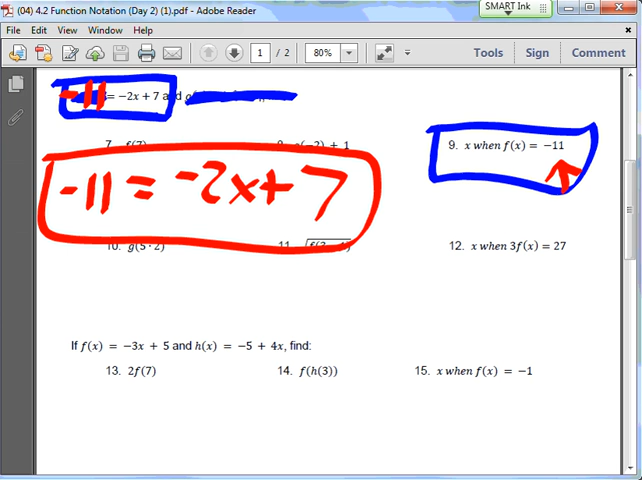 (04) 4.2 Function Notation (Day 2) (1).pdf - Adobe Reader
SMART Ink
File Edit View Window Help
1 / 2 80% Tools Sign Comment
-11 = −2x + 7 and
7. f(7) 8. g(−2) + 1 9. x when f(x) = −11
-11 = -2x + 7
10. g(5 · 2) 11. 12. x when 3f(x) = 27
If f(x) = −3x + 5 and h(x) = −5 + 4x, find:
13. 2f(7) 14. f(h(3)) 15. x when f(x) = −1